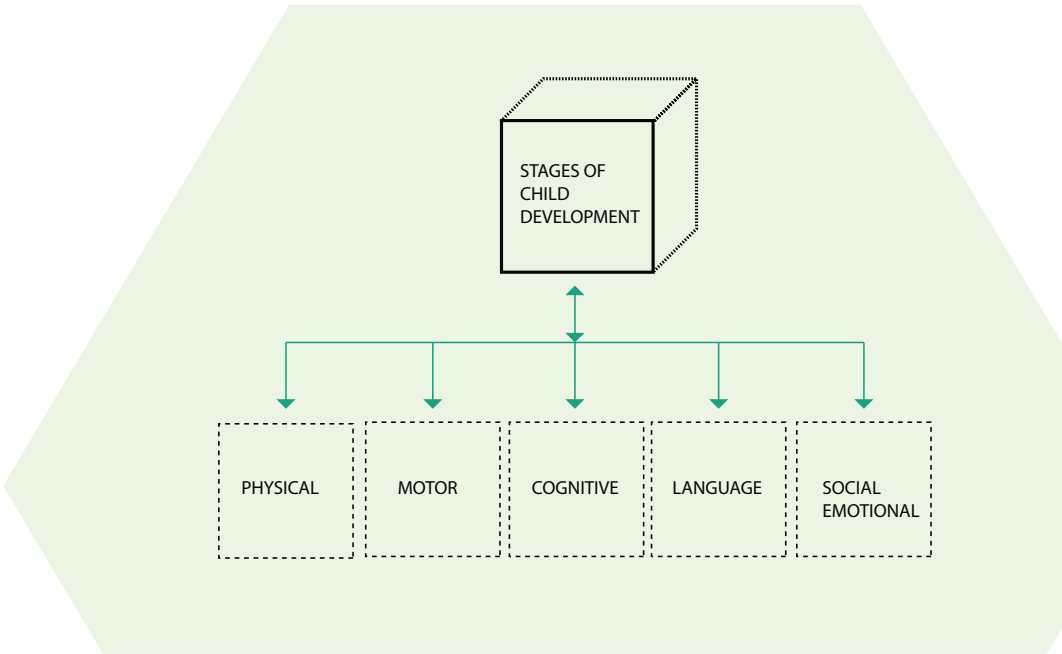 STAGES OF
CHILD
DEVELOPMENT
PHYSICAL
MOTOR
COGNITIVE
LANGUAGE
SOCIAL
EMOTIONAL